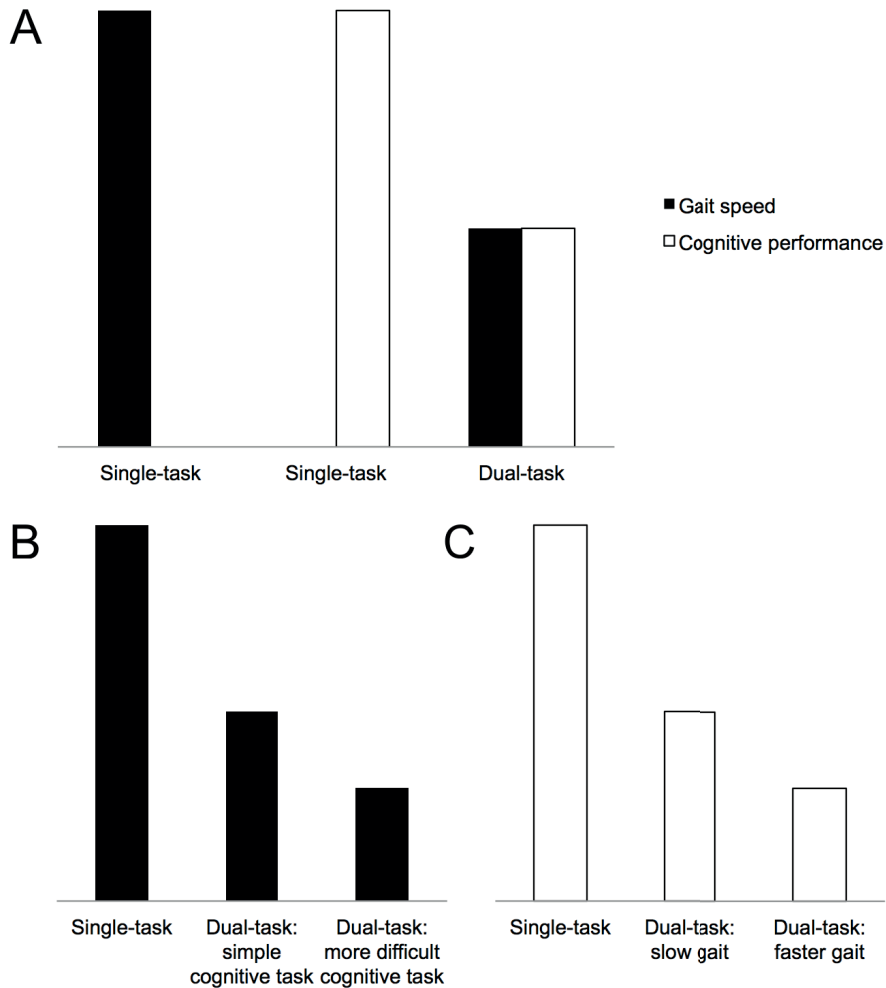 A
Gait speed
Cognitive performance
Single-task
Single-task
Dual-task
B
Single-task
Dual-task:
simple
cognitive task
Dual-task:
more difficult
cognitive task
C
Single-task
Dual-task:
slow gait
Dual-task:
faster gait